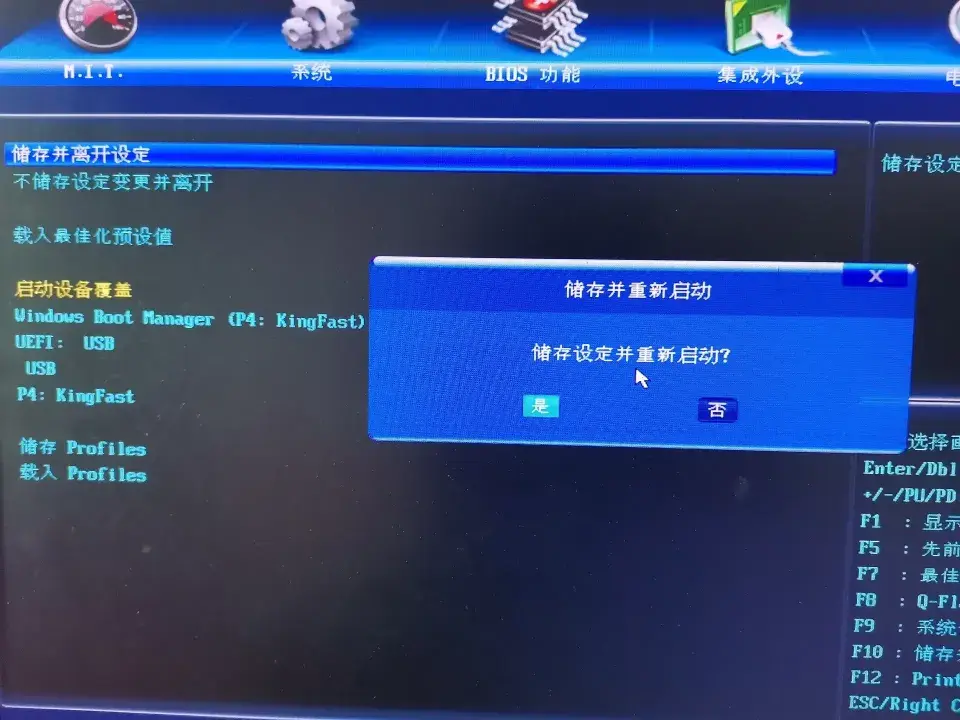 M.I.T.
系统
BIOS 功能
集成外设
储存并离开设定
不储存设定变更并离开
载入最佳化预设值
启动设备覆盖
Windows Boot Manager (P4: KingFast)
UEFI: USB
USB
P4: KingFast
储存 Profiles
载入 Profiles
储存设定
X
储存并重新启动
储存设定并重新启动?
是
否
选择
Enter/Dbl
+/-/PU/PD
F1 : 显示
F5 : 先前
F7 : 最佳
F8 : Q-Fl
F9 : 系统
F10 : 储存
F12 : Print
ESC/Right C